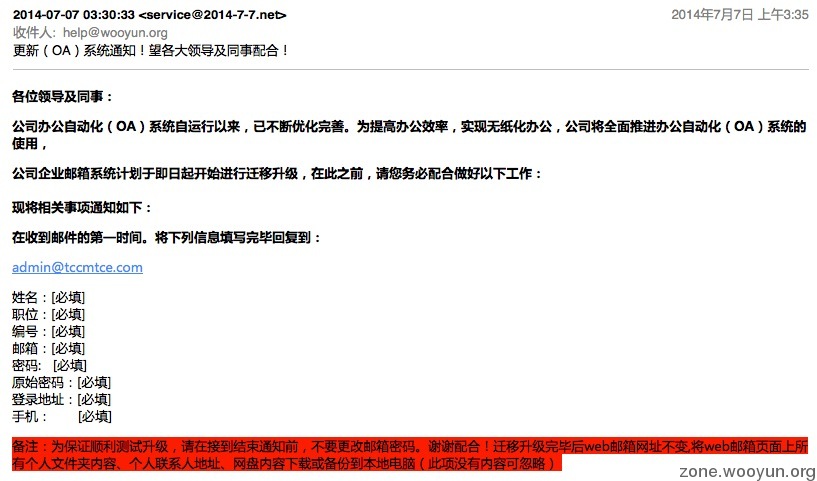 2014-07-07 03:30:33 <service@2014-7-7.net> 2014年7月7日 上午3:35
收件人: help@wooyun.org
更新（OA）系统通知！望各大领导及同事配合！
各位领导及同事：
公司办公自动化（OA）系统自运行以来，已不断优化完善。为提高办公效率，实现无纸化办公，公司将全面推进办公自动化（OA）系统的
使用，
公司企业邮箱系统计划于即日起开始进行迁移升级，在此之前，请您务必配合做好以下工作：
现将相关事项通知如下：
在收到邮件的第一时间。将下列信息填写完毕回复到：
admin@tccmtce.com
姓名：[必填]
职位：[必填]
编号：[必填]
邮箱：[必填]
密码: [必填]
原始密码：[必填]
登录地址：[必填]
手机： [必填]
备注：为保证顺利测试升级，请在接到结束通知前，不要更改邮箱密码。谢谢配合！迁移升级完毕后web邮箱网址不变,将web邮箱页面上所
有个人文件夹内容、个人联系人地址、网盘内容下载或备份到本地电脑（此项没有内容可忽略）
zone.wooyun.org